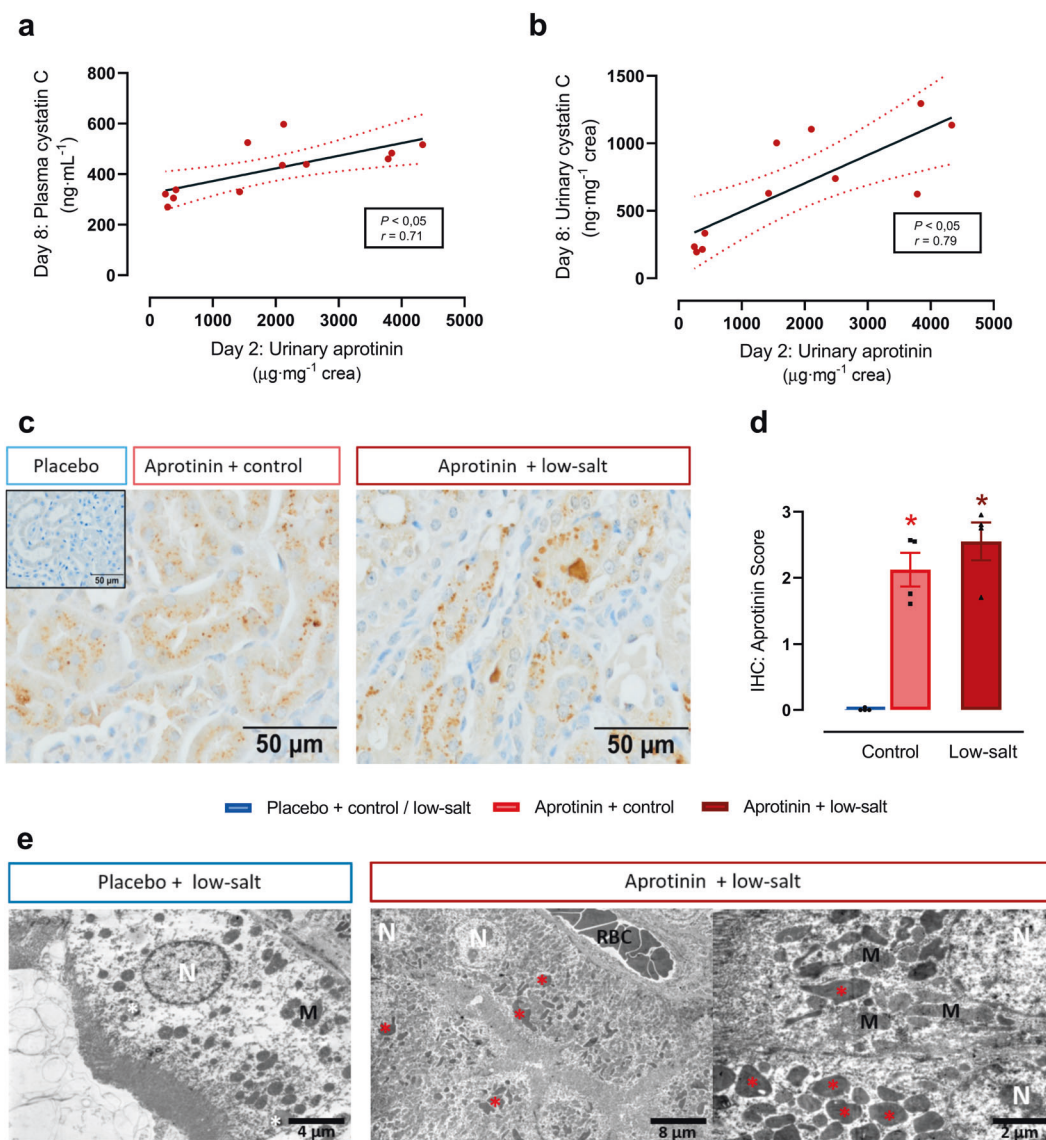 a
800
600
400
200
0
Day 8: Plasma cystatin C
(ng·mL⁻¹)
P < 0,05
r = 0.71
0 1000 2000 3000 4000 5000
Day 2: Urinary aprotinin
(µg·mg⁻¹ crea)
b
1500
1000
500
0
Day 8: Urinary cystatin C
(ng·mg⁻¹ crea)
P < 0,05
r = 0.79
0 1000 2000 3000 4000 5000
Day 2: Urinary aprotinin
(µg·mg⁻¹ crea)
c
Placebo
Aprotinin + control
Aprotinin + low-salt
50 µm
50 µm
50 µm
d
3
2
1
0
IHC: Aprotinin Score
*
*
Control Low-salt
Placebo + control / low-salt Aprotinin + control Aprotinin + low-salt
e
Placebo + low-salt
Aprotinin + low-salt
N
*
M
*
4 µm
N
N
RBC
*
*
*
*
8 µm
N
M
*
M
M
*
*
*
*
N
2 µm